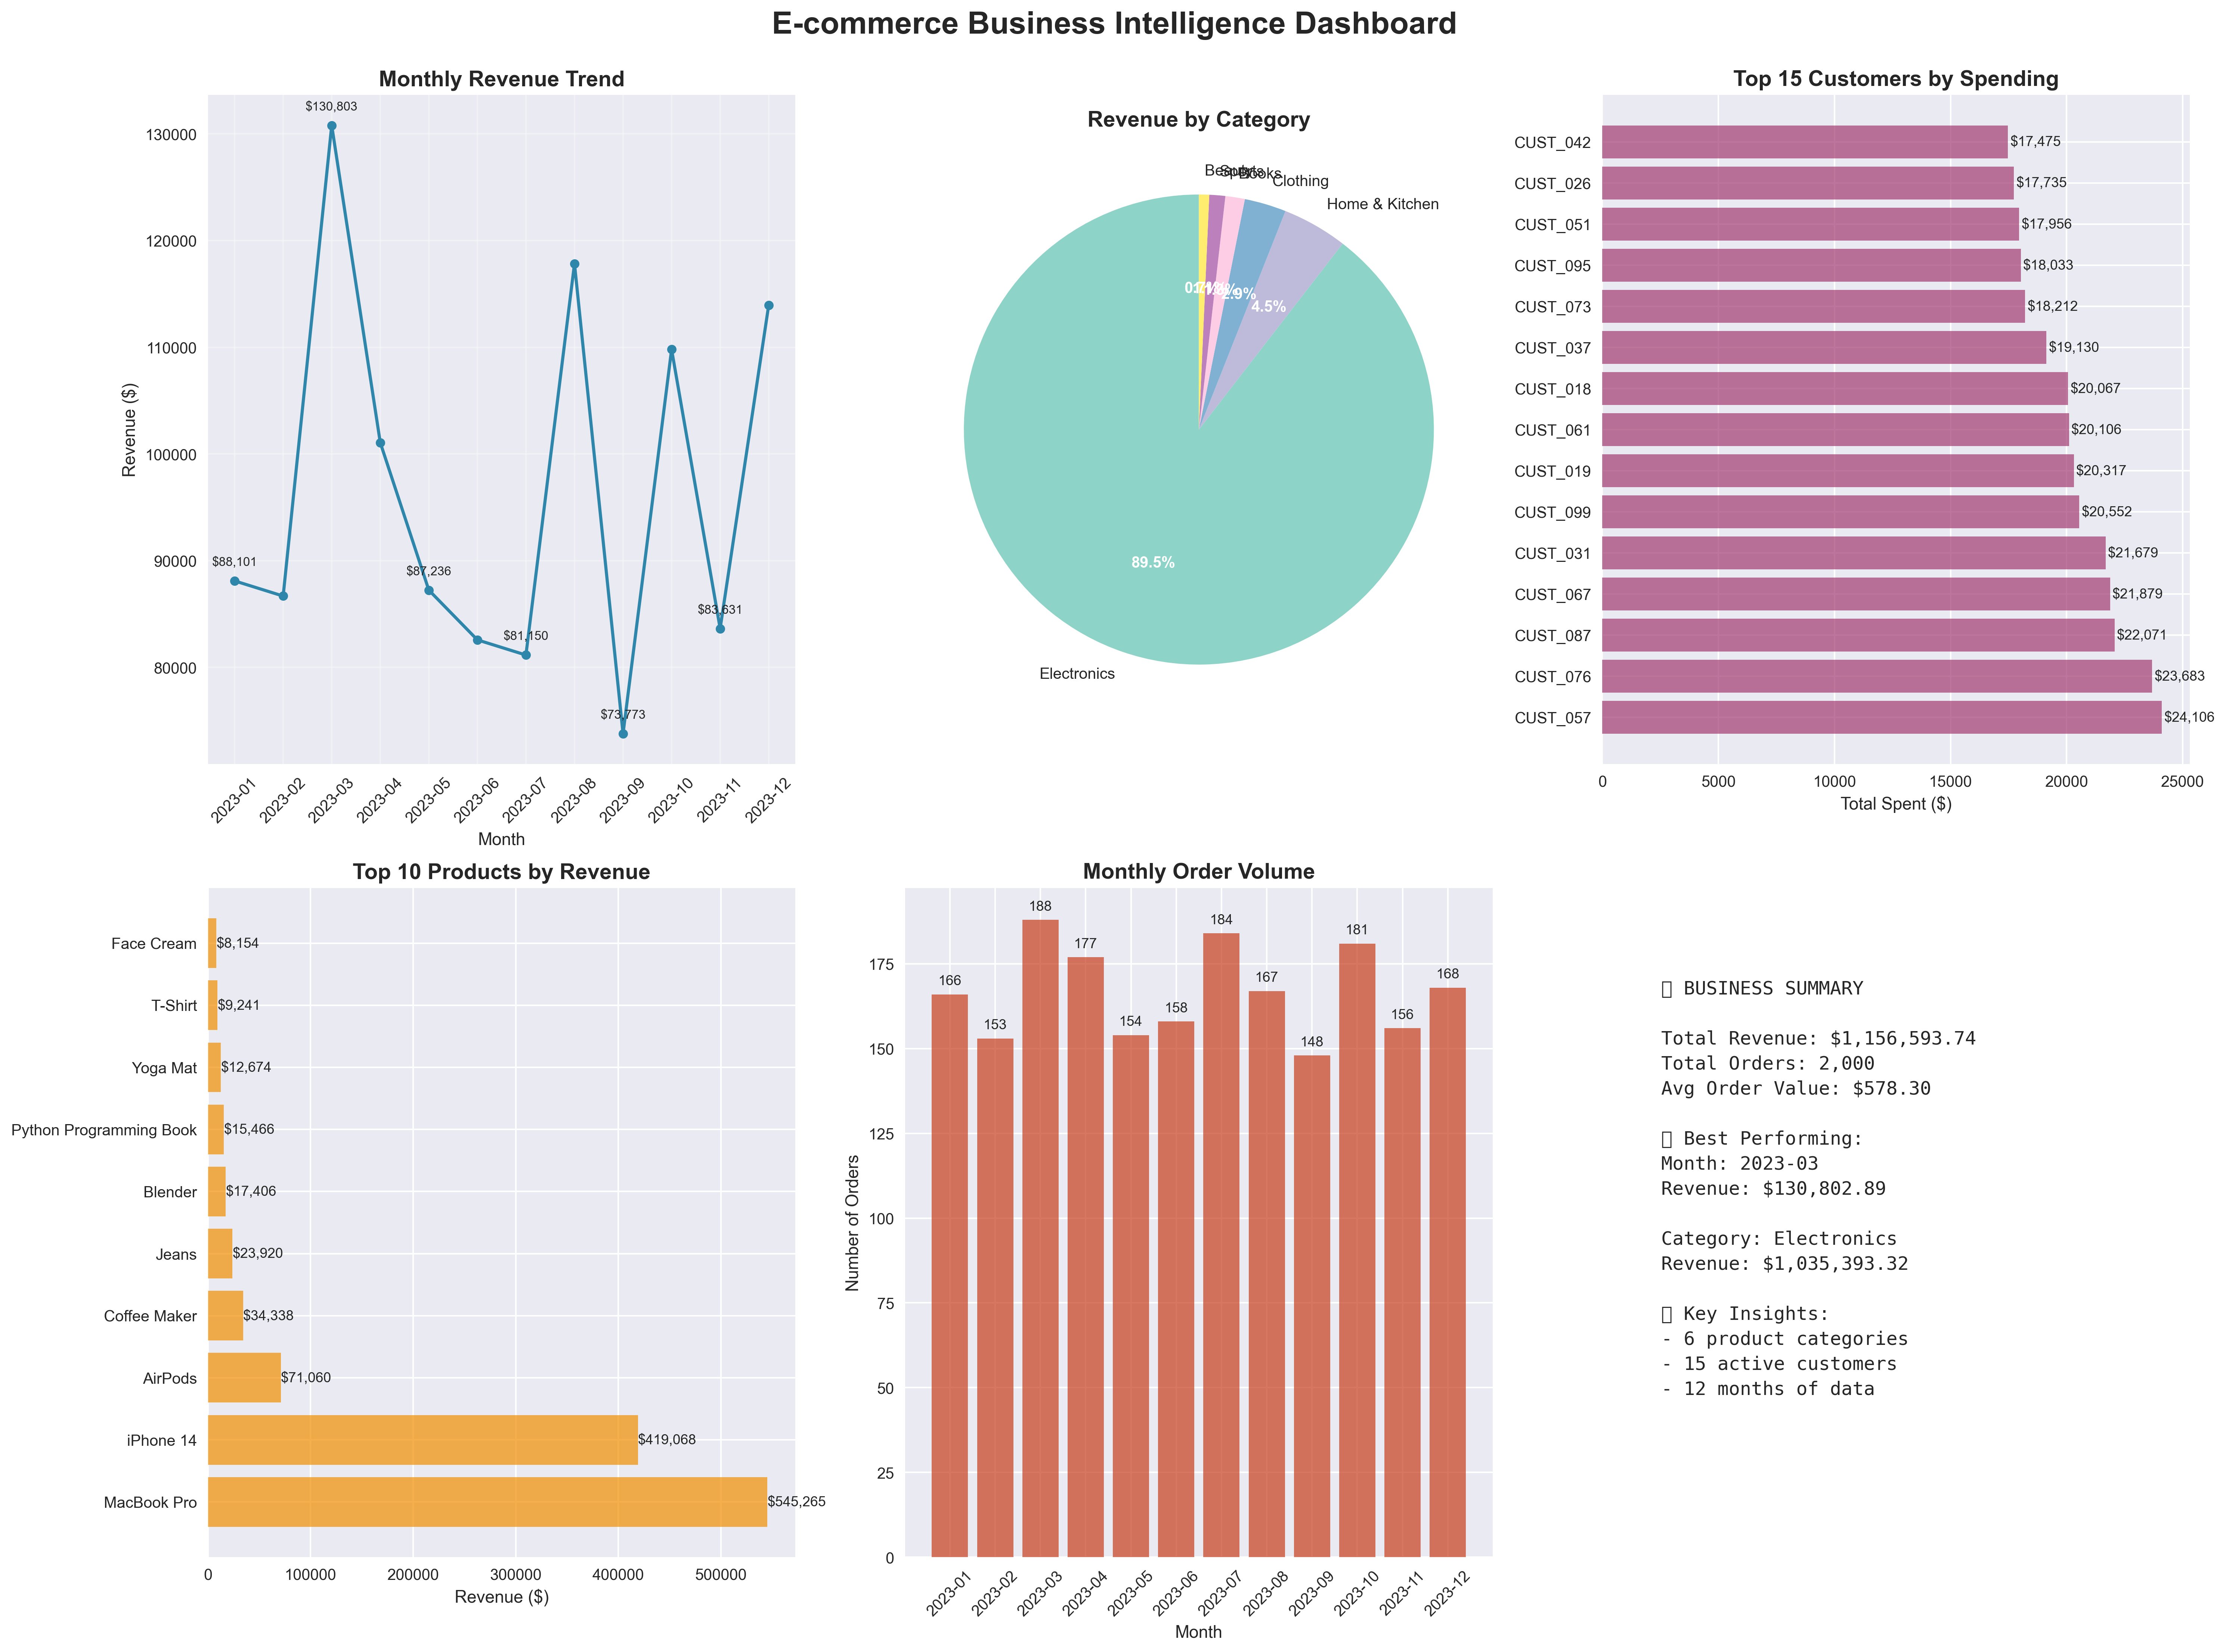 E-commerce Business Intelligence Dashboard
Monthly Revenue Trend
Revenue ($)
130000
120000
110000
100000
90000
80000
$88,101
$130,803
$87,236
$81,150
$73,773
$83,631
2023-01
2023-02
2023-03
2023-04
2023-05
2023-06
2023-07
2023-08
2023-09
2023-10
2023-11
2023-12
Month
Revenue by Category
Books
Clothing
Home & Kitchen
Electronics
2.9%
4.5%
89.5%
Top 15 Customers by Spending
CUST_042 $17,475
CUST_026 $17,735
CUST_051 $17,956
CUST_095 $18,033
CUST_073 $18,212
CUST_037 $19,130
CUST_018 $20,067
CUST_061 $20,106
CUST_019 $20,317
CUST_099 $20,552
CUST_031 $21,679
CUST_067 $21,879
CUST_087 $22,071
CUST_076 $23,683
CUST_057 $24,106
0 5000 10000 15000 20000 25000
Total Spent ($)
Top 10 Products by Revenue
Face Cream $8,154
T-Shirt $9,241
Yoga Mat $12,674
Python Programming Book $15,466
Blender $17,406
Jeans $23,920
Coffee Maker $34,338
AirPods $71,060
iPhone 14 $419,068
MacBook Pro $545,265
0 100000 200000 300000 400000 500000
Revenue ($)
Monthly Order Volume
Number of Orders
175
150
125
100
75
50
25
0
166
153
188
177
154
158
184
167
148
181
156
168
2023-01
2023-02
2023-03
2023-04
2023-05
2023-06
2023-07
2023-08
2023-09
2023-10
2023-11
2023-12
Month
BUSINESS SUMMARY
Total Revenue: $1,156,593.74
Total Orders: 2,000
Avg Order Value: $578.30
Best Performing:
Month: 2023-03
Revenue: $130,802.89
Category: Electronics
Revenue: $1,035,393.32
Key Insights:
- 6 product categories
- 15 active customers
- 12 months of data